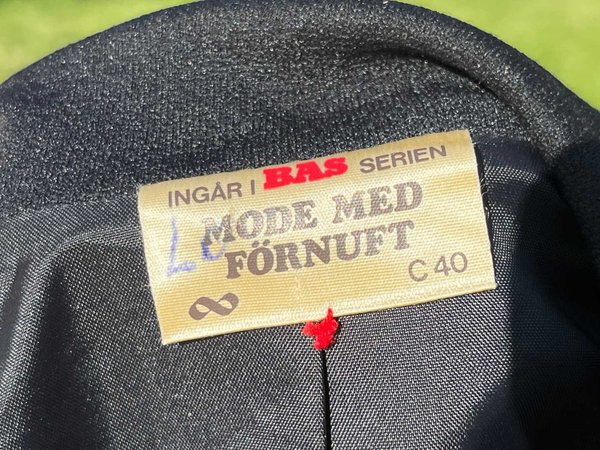 INGÅR I BAS SERIEN
MODE MED
FÖRNUFT
C 40